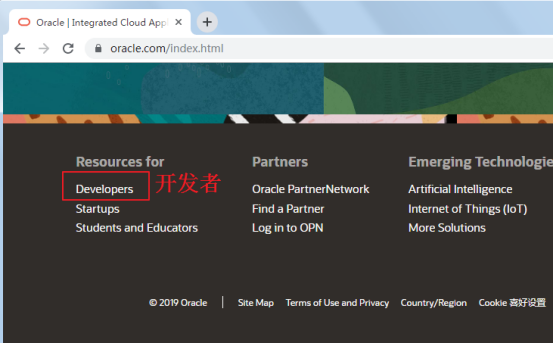 Oracle | Integrated Cloud Appl
oracle.com/index.html
Resources for
Developers
开发者
Startups
Students and Educators
Partners
Oracle PartnerNetwork
Find a Partner
Log in to OPN
Emerging Technologie
Artificial Intelligence
Internet of Things (IoT)
More Solutions
© 2019 Oracle | Site Map Terms of Use and Privacy Country/Region Cookie 喜好设置